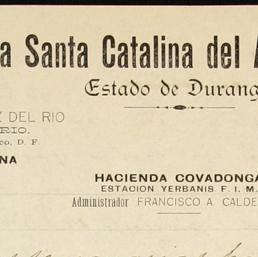 a Santa Catalina del A
Estado de Durang
Z DEL RIO
RIO.
co, D. F.
NA
HACIENDA COVADONGA
ESTACION YERBANIS F. I. M.
Administrador FRANCISCO A. CALDE